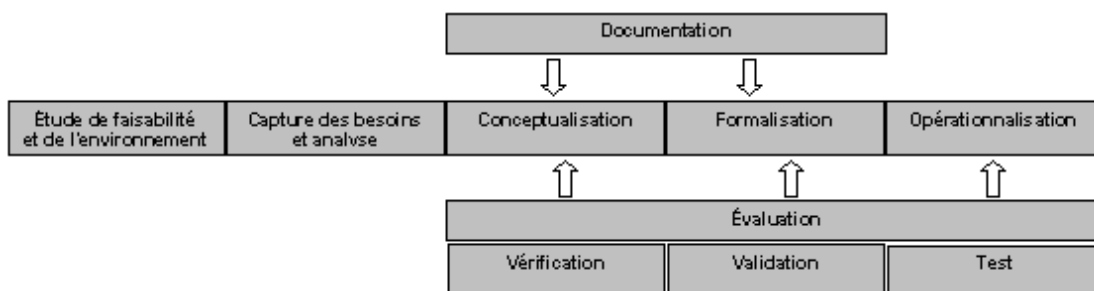 Documentation
Étude de faisabilité
et de l'environnement
Capture des besoins
et analyse
Conceptualisation
Formalisation
Opérationnalisation
Évaluation
Vérification
Validation
Test